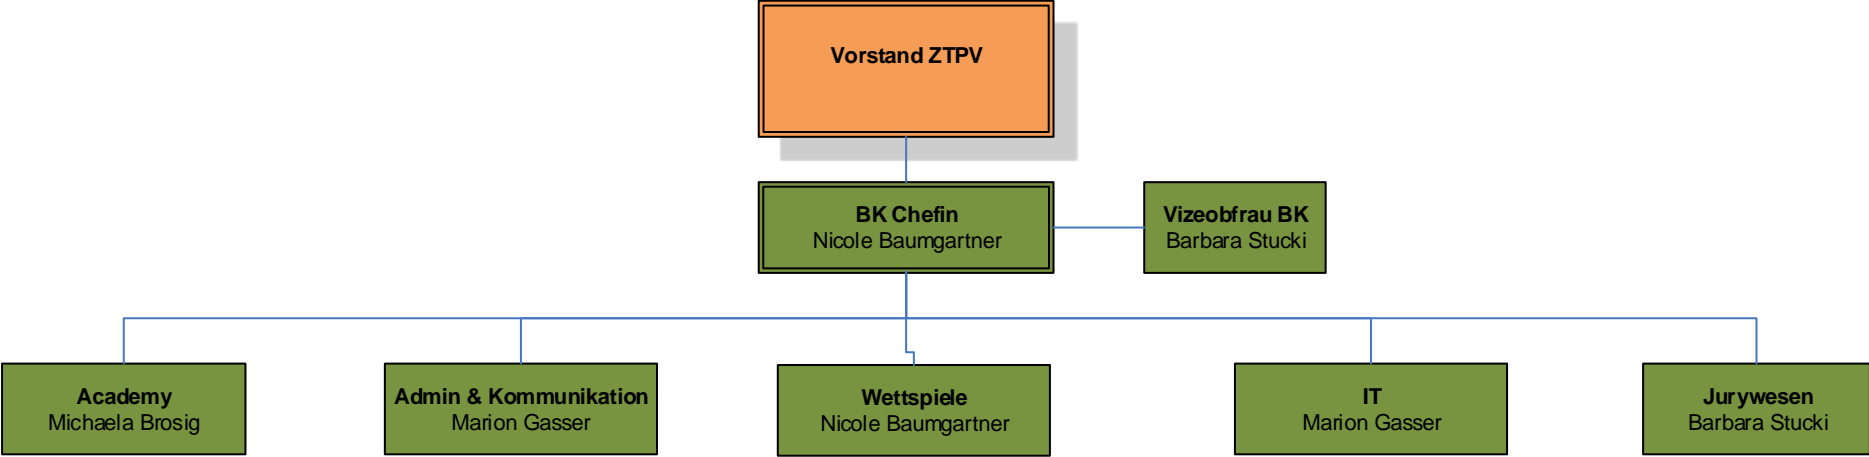 Vorstand ZTPV
BK Chefin
Nicole Baumgartner
Vizeobfrau BK
Barbara Stucki
Academy
Michaela Brosig
Admin & Kommunikation
Marion Gasser
Wettspiele
Nicole Baumgartner
IT
Marion Gasser
Jurywesen
Barbara Stucki